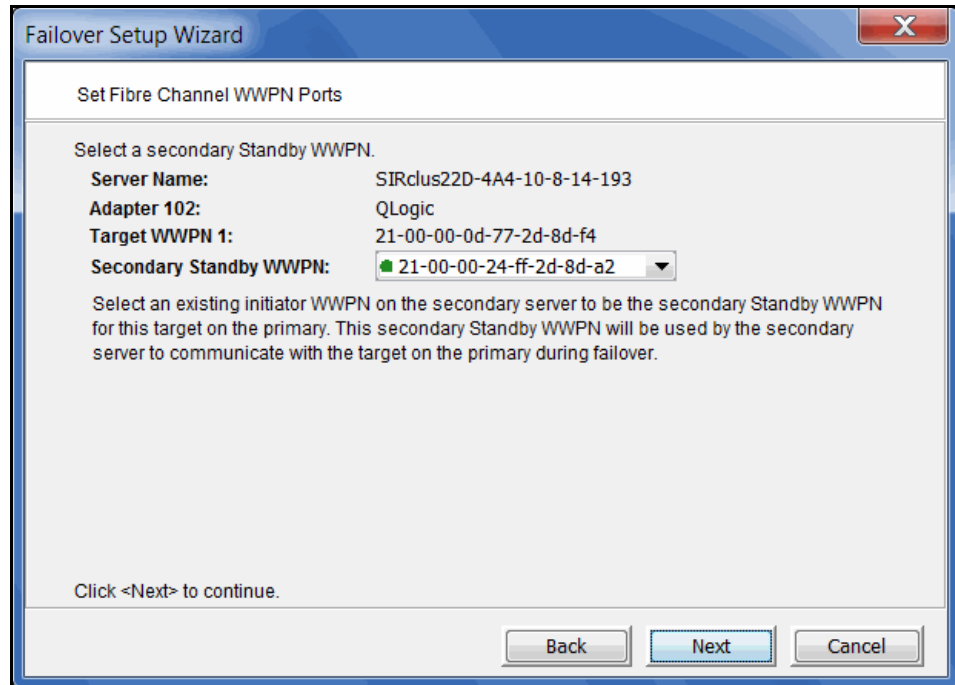 Failover Setup Wizard
X
Set Fibre Channel WWPN Ports
Select a secondary Standby WWPN.
Server Name: SIRclus22D-4A4-10-8-14-193
Adapter 102: QLogic
Target WWPN 1: 21-00-00-0d-77-2d-8d-f4
Secondary Standby WWPN: 21-00-00-24-ff-2d-8d-a2
Select an existing initiator WWPN on the secondary server to be the secondary Standby WWPN
for this target on the primary. This secondary Standby WWPN will be used by the secondary
server to communicate with the target on the primary during failover.
Click <Next> to continue.
Back Next Cancel